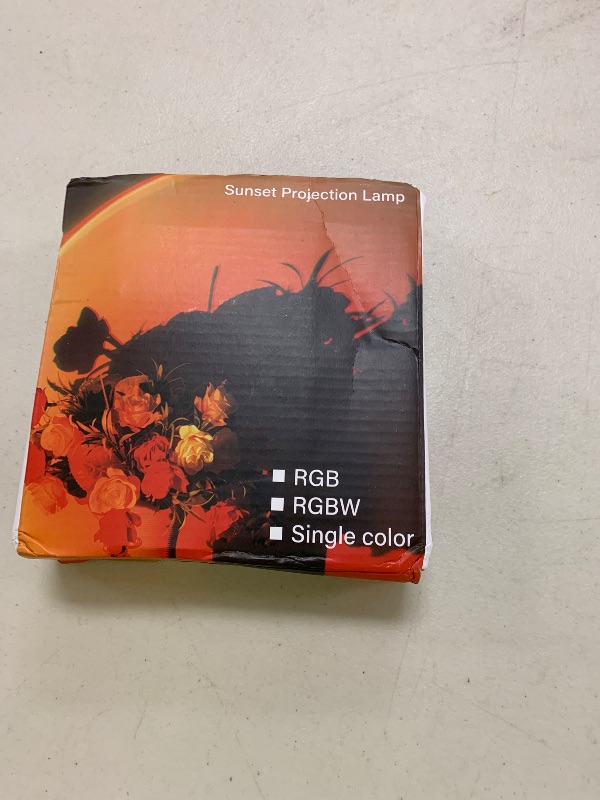 Sunset Projection Lamp
RGB
RGBW
Single color